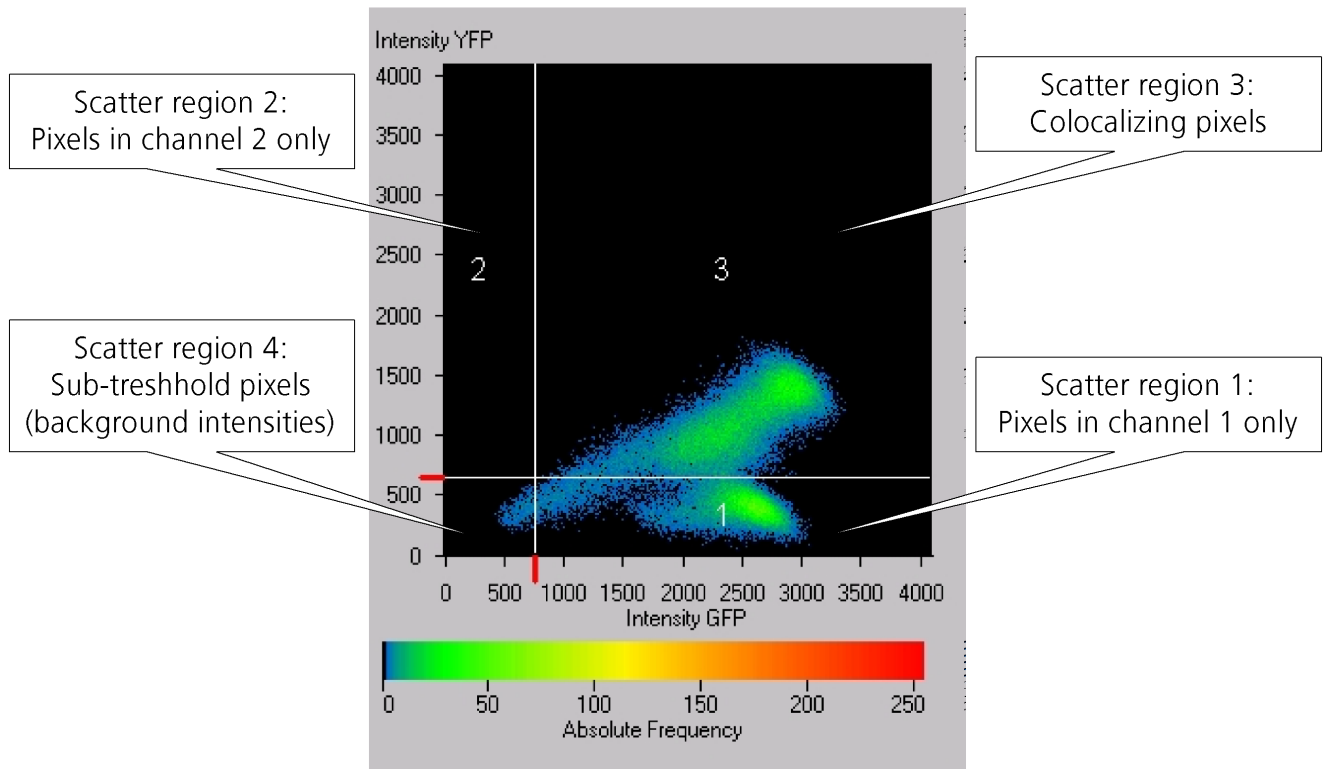 Intensity YFP
Scatter region 2:
Pixels in channel 2 only
Scatter region 3:
Colocalizing pixels
4000
3500
3000
2500
2000
1500
1000
500
0
2
3
1
Scatter region 4:
Sub-treshhold pixels
(background intensities)
Scatter region 1:
Pixels in channel 1 only
0 500 1000 1500 2000 2500 3000 3500 4000
Intensity GFP
0 50 100 150 200 250
Absolute Frequency